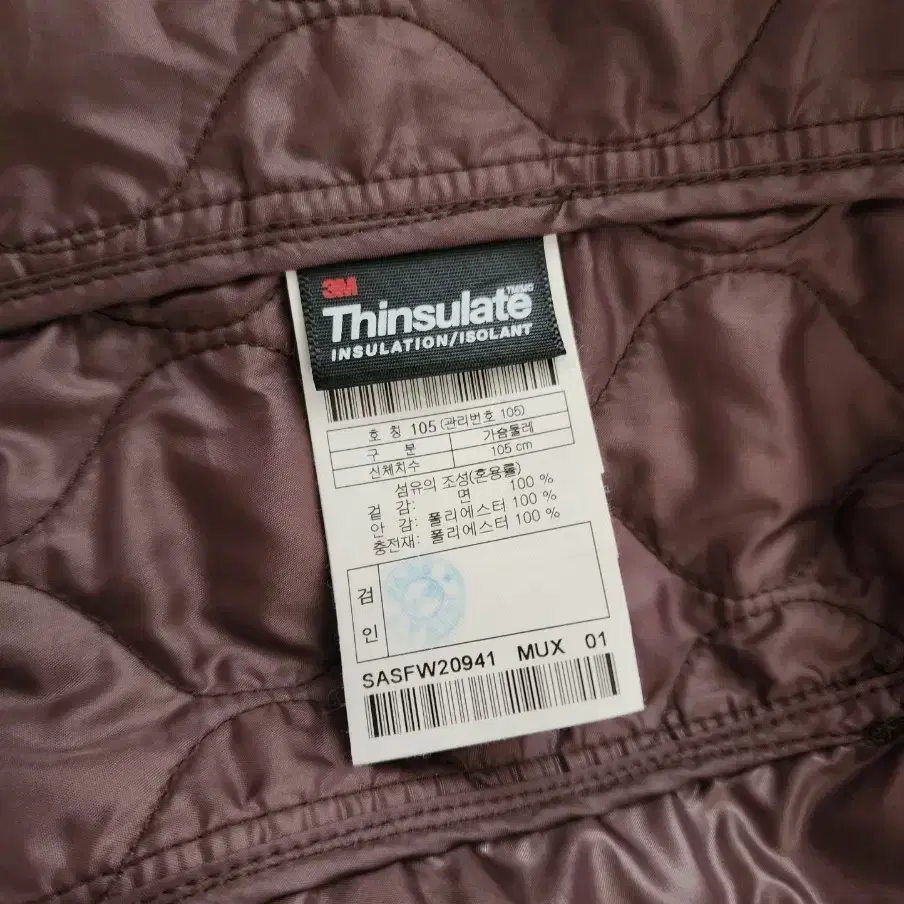 3M
Thinsulate
INSULATION/ISOLANT
호 칭 105 (관리번호 105)
구 분 가슴둘레
신체치수 105 cm
섬유의 조성(혼용률)
겉 감: 면 100 %
안 감: 폴리에스터 100 %
충전재: 폴리에스터 100 %
검
인
SASFW20941 MUX 01